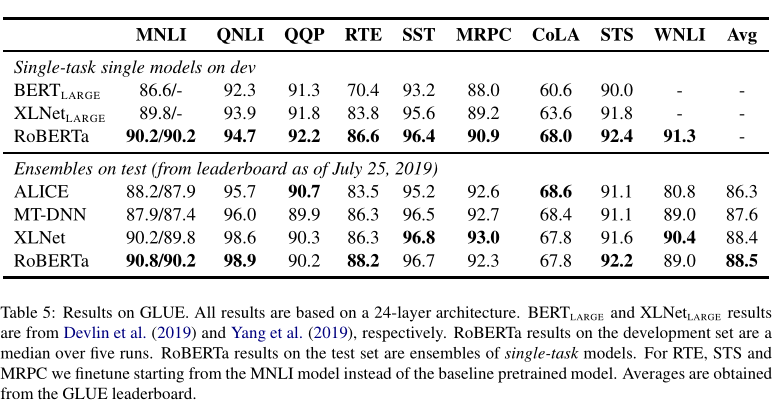 MNLI QNLI QQP RTE SST MRPC CoLA STS WNLI Avg
Single-task single models on dev
BERTLARGE 86.6/- 92.3 91.3 70.4 93.2 88.0 60.6 90.0 - -
XLNetLARGE 89.8/- 93.9 91.8 83.8 95.6 89.2 63.6 91.8 - -
RoBERTa 90.2/90.2 94.7 92.2 86.6 96.4 90.9 68.0 92.4 91.3 -
Ensembles on test (from leaderboard as of July 25, 2019)
ALICE 88.2/87.9 95.7 90.7 83.5 95.2 92.6 68.6 91.1 80.8 86.3
MT-DNN 87.9/87.4 96.0 89.9 86.3 96.5 92.7 68.4 91.1 89.0 87.6
XLNet 90.2/89.8 98.6 90.3 86.3 96.8 93.0 67.8 91.6 90.4 88.4
RoBERTa 90.8/90.2 98.9 90.2 88.2 96.7 92.3 67.8 92.2 89.0 88.5
Table 5: Results on GLUE. All results are based on a 24-layer architecture. BERTLARGE and XLNetLARGE results
are from Devlin et al. (2019) and Yang et al. (2019), respectively. RoBERTa results on the development set are a
median over five runs. RoBERTa results on the test set are ensembles of single-task models. For RTE, STS and
MRPC we finetune starting from the MNLI model instead of the baseline pretrained model. Averages are obtained
from the GLUE leaderboard.